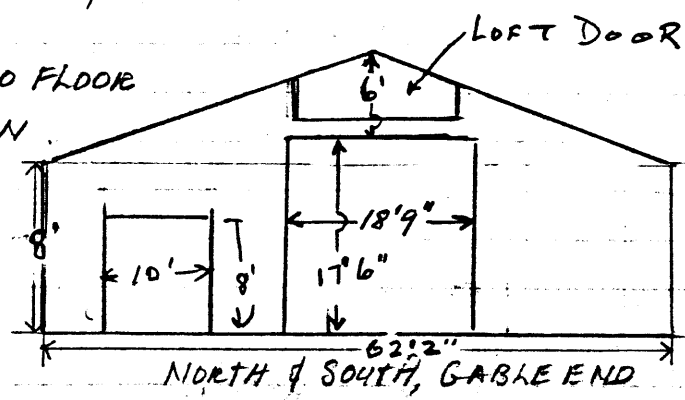 LOFT DOOR
O FLOOR
N
6'
8'
10'
8'
18'9"
17'6"
62'2"
NORTH & SOUTH, GABLE END